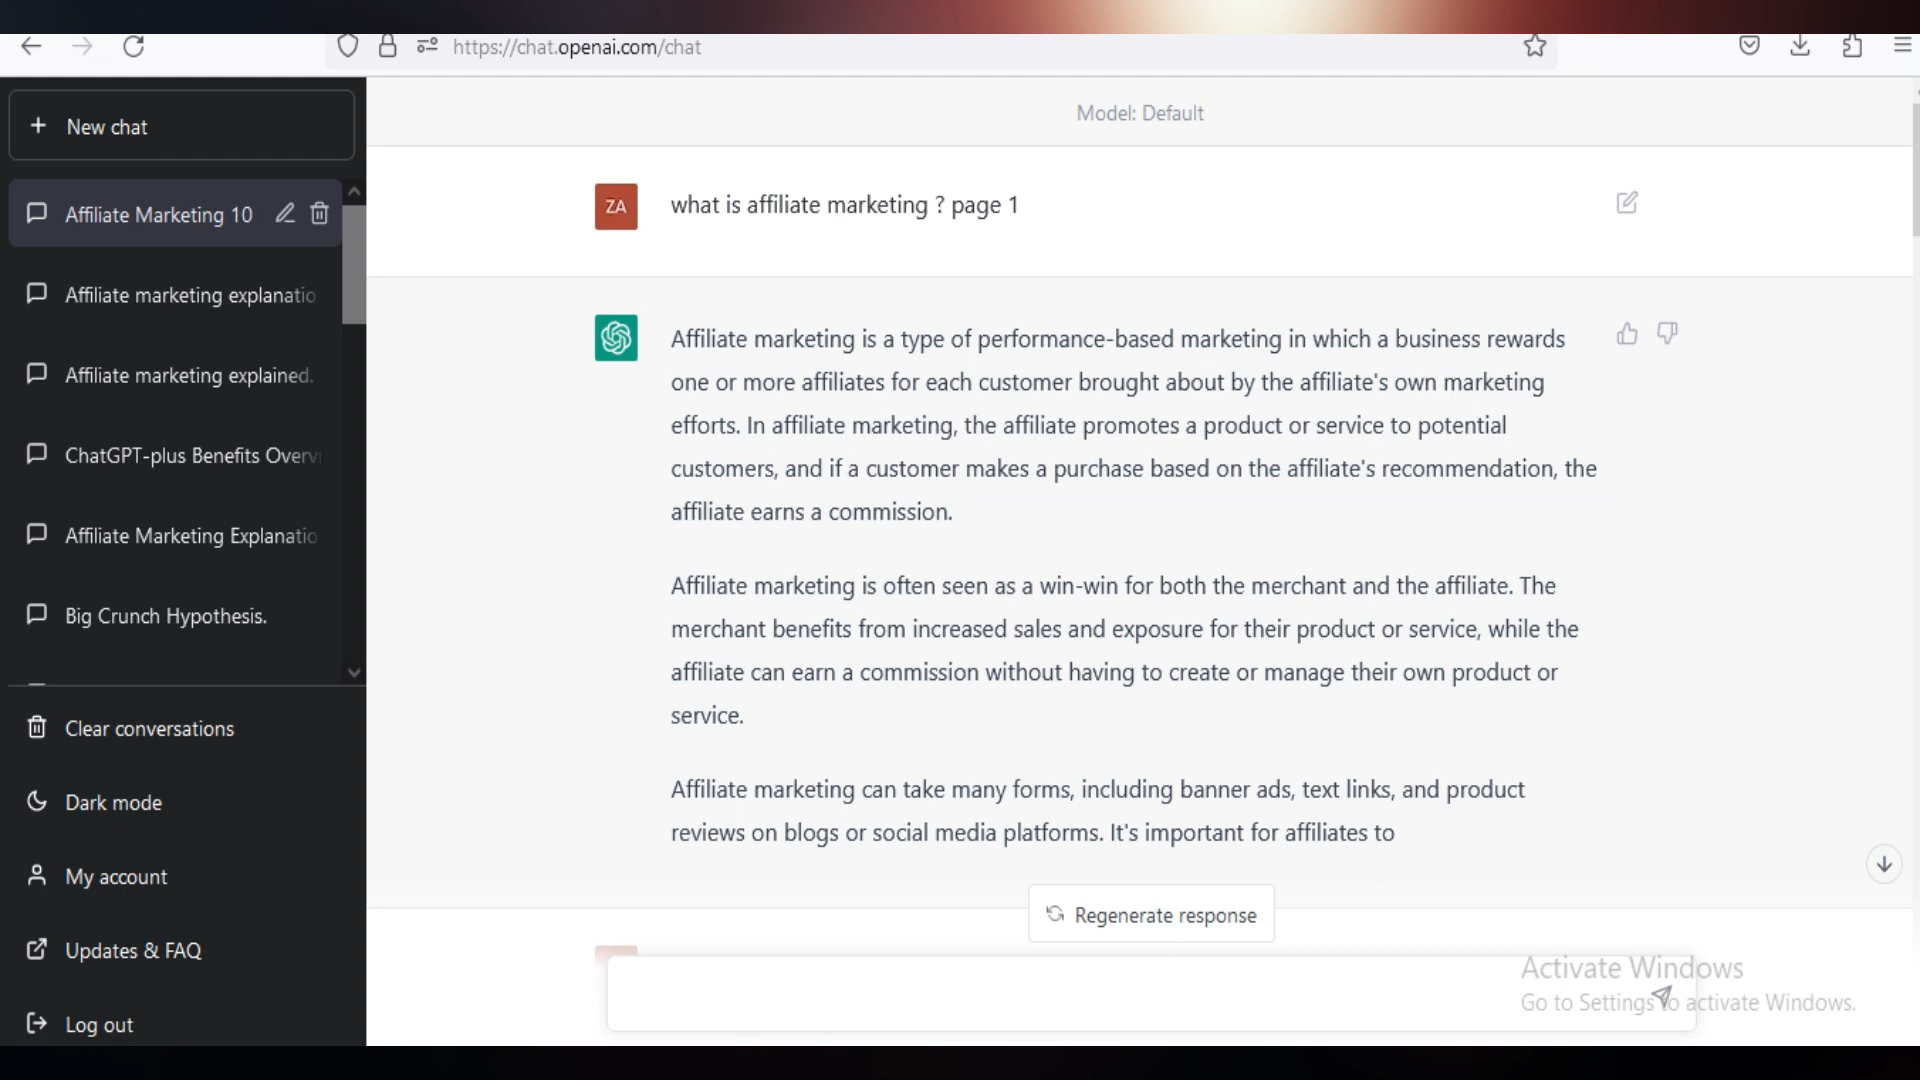 https://chat.openai.com/chat
New chat
Affiliate Marketing 10
Affiliate marketing explanatio
Affiliate marketing explained.
ChatGPT-plus Benefits Overvi
Affiliate Marketing Explanatio
Big Crunch Hypothesis.
Clear conversations
Dark mode
My account
Updates & FAQ
Log out
Model: Default
ZA
what is affiliate marketing ? page 1
Affiliate marketing is a type of performance-based marketing in which a business rewards
one or more affiliates for each customer brought about by the affiliate's own marketing
efforts. In affiliate marketing, the affiliate promotes a product or service to potential
customers, and if a customer makes a purchase based on the affiliate's recommendation, the
affiliate earns a commission.
Affiliate marketing is often seen as a win-win for both the merchant and the affiliate. The
merchant benefits from increased sales and exposure for their product or service, while the
affiliate can earn a commission without having to create or manage their own product or
service.
Affiliate marketing can take many forms, including banner ads, text links, and product
reviews on blogs or social media platforms. It's important for affiliates to
Regenerate response
Activate Windows
Go to Settings to activate Windows.